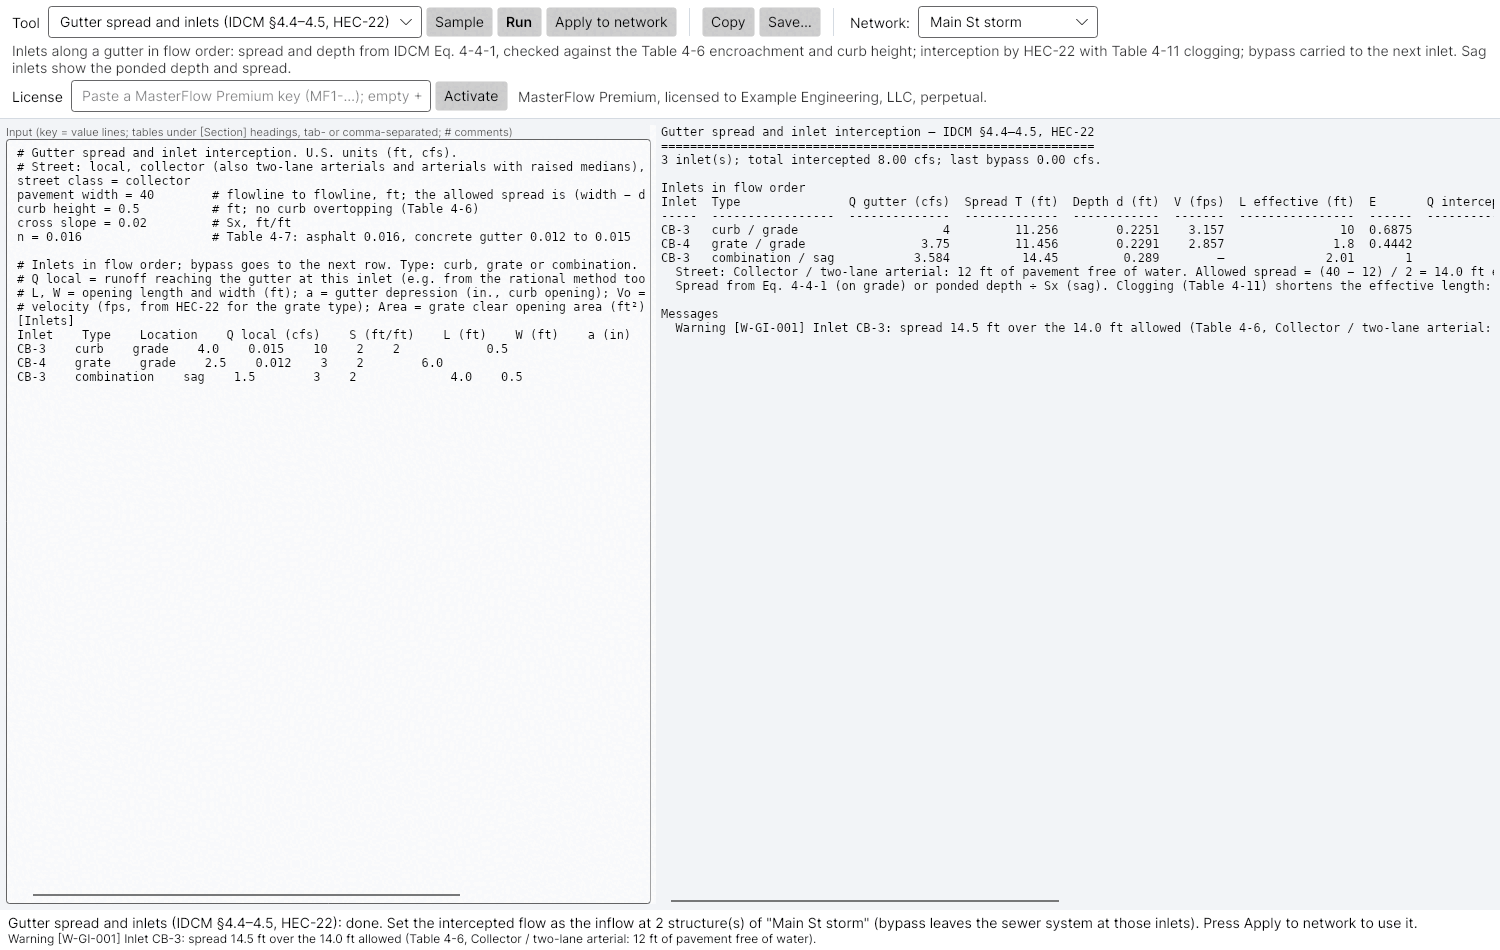 Tool Gutter spread and inlets (IDCM §4.4–4.5, HEC-22) Sample Run Apply to network Copy Save... Network: Main St storm
Inlets along a gutter in flow order: spread and depth from IDCM Eq. 4-4-1, checked against the Table 4-6 encroachment and curb height; interception by HEC-22 with Table 4-11 clogging; bypass carried to the next inlet. Sag
inlets show the ponded depth and spread.
License Paste a MasterFlow Premium key (MF1-...); empty + Activate MasterFlow Premium, licensed to Example Engineering, LLC, perpetual.
Input (key = value lines; tables under [Section] headings, tab- or comma-separated; # comments)
# Gutter spread and inlet interception. U.S. units (ft, cfs).
# Street: local, collector (also two-lane arterials and arterials with raised medians),
street class = collector
pavement width = 40 # flowline to flowline, ft; the allowed spread is (width – d
curb height = 0.5 # ft; no curb overtopping (Table 4-6)
cross slope = 0.02 # Sx, ft/ft
n = 0.016 # Table 4-7: asphalt 0.016, concrete gutter 0.012 to 0.015
# Inlets in flow order; bypass goes to the next row. Type: curb, grate or combination.
# Q local = runoff reaching the gutter at this inlet (e.g. from the rational method too
# L, W = opening length and width (ft); a = gutter depression (in., curb opening); Vo =
# velocity (fps, from HEC-22 for the grate type); Area = grate clear opening area (ft²)
[Inlets]
Inlet Type Location Q local (cfs) S (ft/ft) L (ft) W (ft) a (in)
CB-3 curb grade 4.0 0.015 10 2 2 0.5
CB-4 grate grade 2.5 0.012 3 2 6.0
CB-3 combination sag 1.5 3 2 4.0 0.5
Gutter spread and inlet interception — IDCM §4.4–4.5, HEC-22
============================================================
3 inlet(s); total intercepted 8.00 cfs; last bypass 0.00 cfs.
Inlets in flow order
Inlet Type Q gutter (cfs) Spread T (ft) Depth d (ft) V (fps) L effective (ft) E Q intercep
CB-3 curb / grade 4 11.256 0.2251 3.157 10 0.6875
CB-4 grate / grade 3.75 11.456 0.2291 2.857 1.8 0.4442
CB-3 combination / sag 3.584 14.45 0.289 — 2.01 1
Street: Collector / two-lane arterial: 12 ft of pavement free of water. Allowed spread = (40 – 12) / 2 = 14.0 ft e
Spread from Eq. 4-4-1 (on grade) or ponded depth ÷ Sx (sag). Clogging (Table 4-11) shortens the effective length:
Messages
Warning [W-GI-001] Inlet CB-3: spread 14.5 ft over the 14.0 ft allowed (Table 4-6, Collector / two-lane arterial:
Gutter spread and inlets (IDCM §4.4–4.5, HEC-22): done. Set the intercepted flow as the inflow at 2 structure(s) of "Main St storm" (bypass leaves the sewer system at those inlets). Press Apply to network to use it.
Warning [W-GI-001] Inlet CB-3: spread 14.5 ft over the 14.0 ft allowed (Table 4-6, Collector / two-lane arterial: 12 ft of pavement free of water).